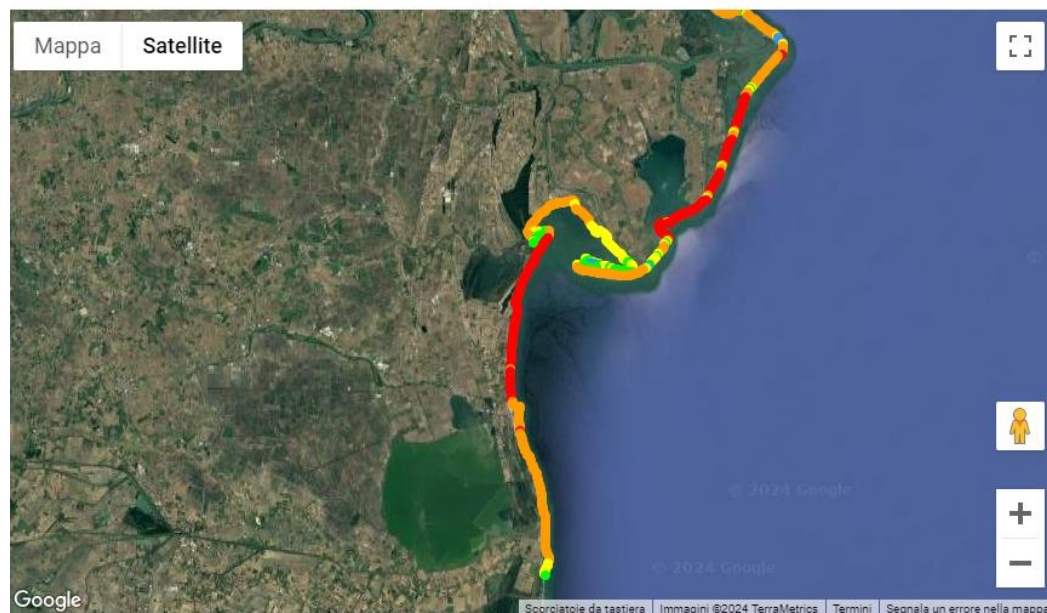 Mappa
Satellite
© 2024 Google
© 2024 Google
Google
Scorciatoie da tastiera
Immagini ©2024 TerraMetrics
Termini
Segnala un errore nella mappa